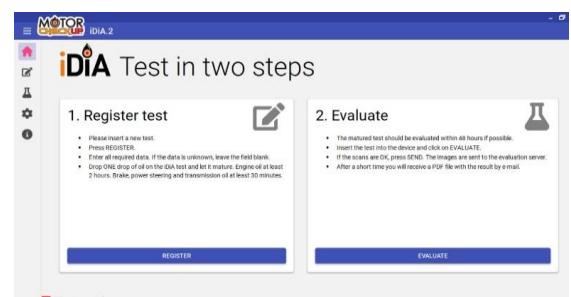 MOTOR
CHECKUP
iDiA.2
iDiA Test in two steps
1. Register test
Please insert a new test.
Press REGISTER.
Enter all required data. If the data is unknown, leave the field blank.
Drop ONE drop of oil on the iDiA test and let it mature. Engine oil at least
2 hours. Brake, power steering and transmission oil at least 30 minutes.
REGISTER
2. Evaluate
The matured test should be evaluated within 48 hours if possible.
Insert the test into the device and click on EVALUATE.
If the scans are OK, press SEND. The images are sent to the evaluation server.
After a short time you will receive a PDF file with the result by e-mail.
EVALUATE